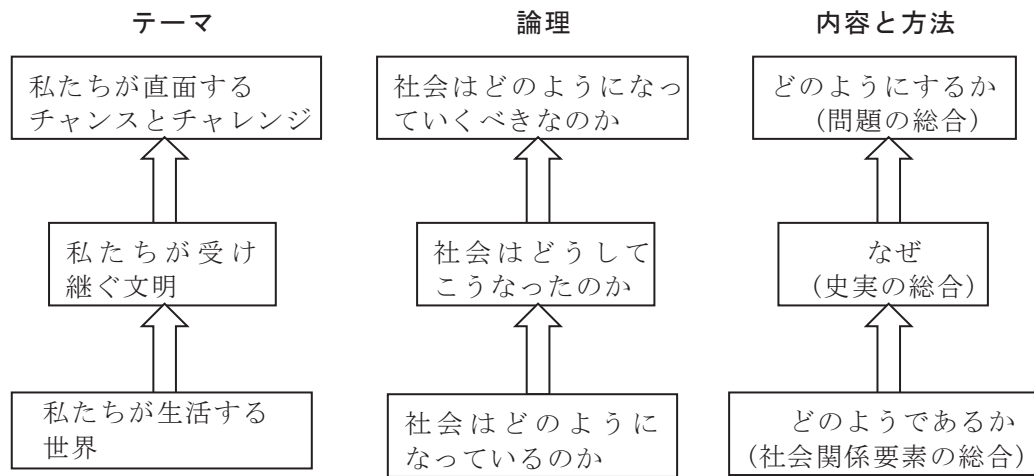 テーマ
論理
内容と方法
私たちが直面する
チャンスとチャレンジ
社会はどのようになっ
ていくべきなのか
どのようにするか
（問題の総合）
私たちが受け
継ぐ文明
社会はどうして
こうなったのか
なぜ
（史実の総合）
私たちが生活する
世界
社会はどのように
なっているのか
どのようであるか
（社会関係要素の総合）